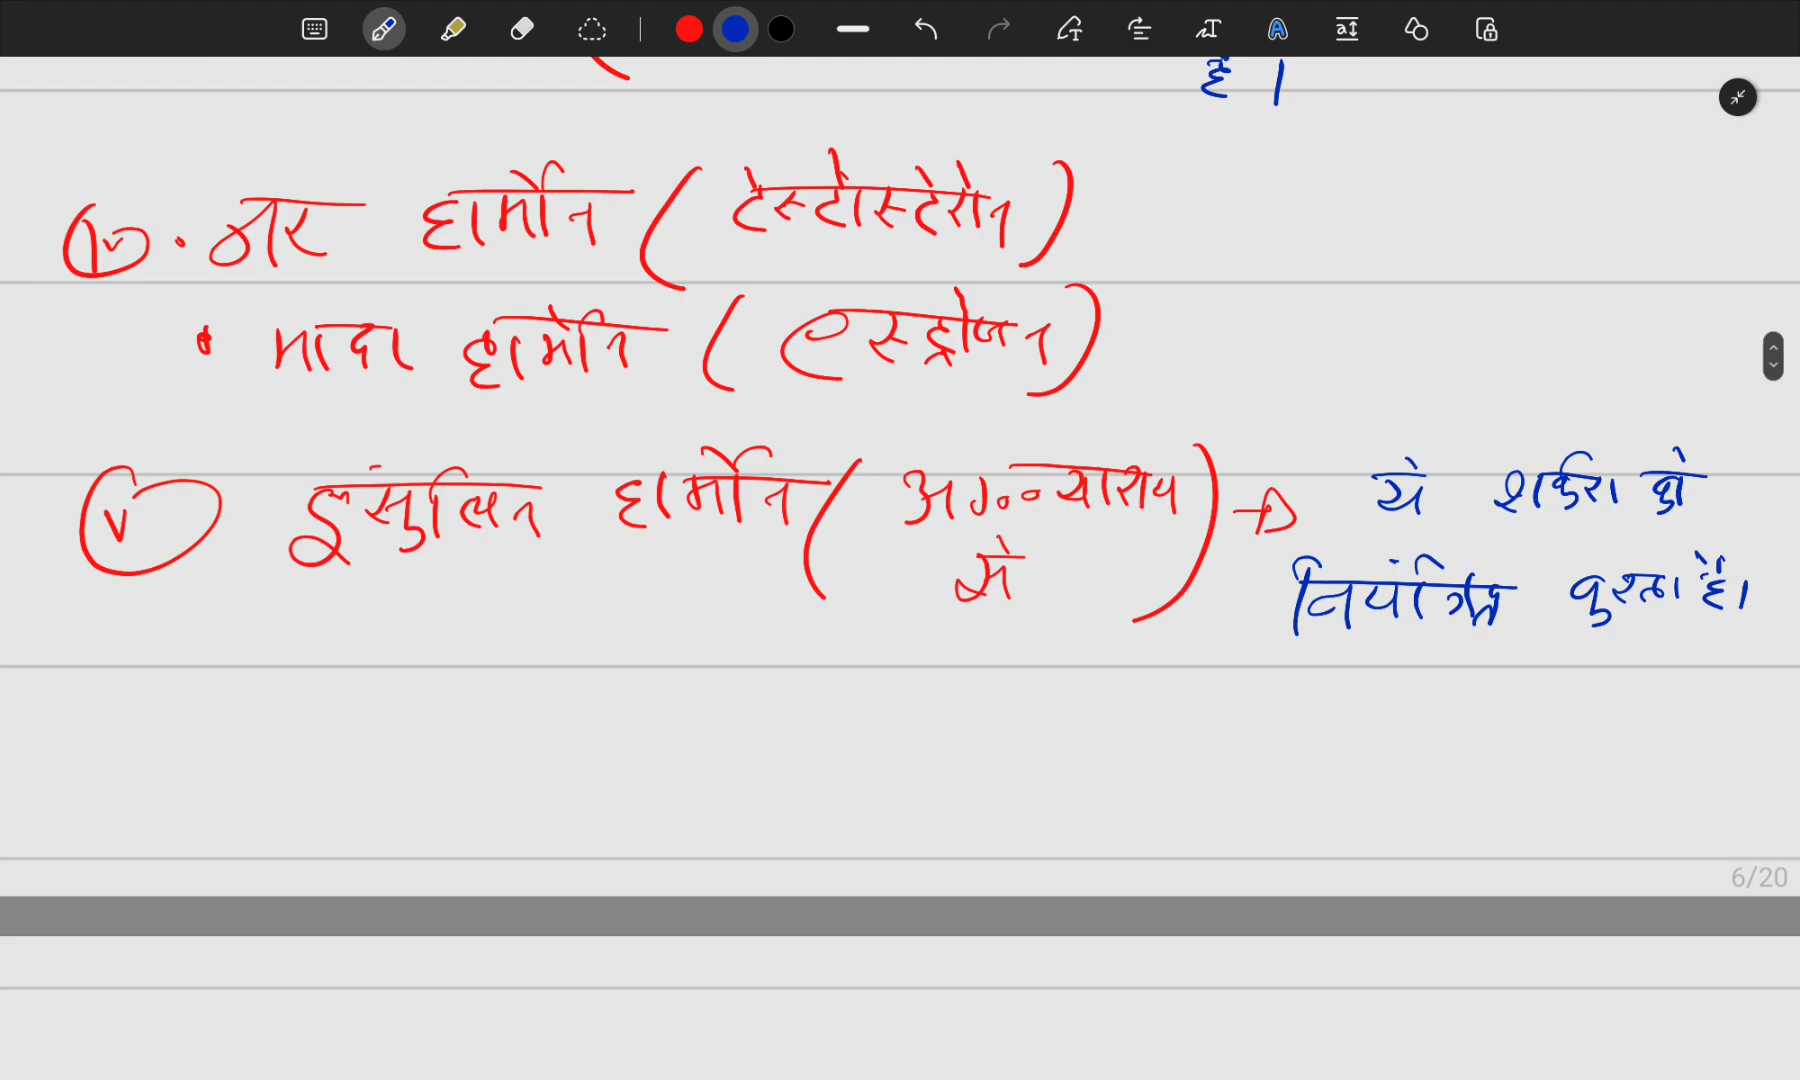 है।
(iv) • नर हार्मोन (टेस्टोस्टेरोन)
• मादा हार्मोन (एस्ट्रोजन)
(v) इंसुलिन हार्मोन (अग्न्याशय से) → ये शर्करा को
नियंत्रित करता है।
6/20